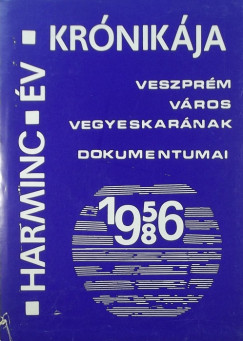 HARMINC ÉV
KRÓNIKÁJA
VESZPRÉM
VÁROS
VEGYESKARÁNAK
DOKUMENTUMAI
1956
86